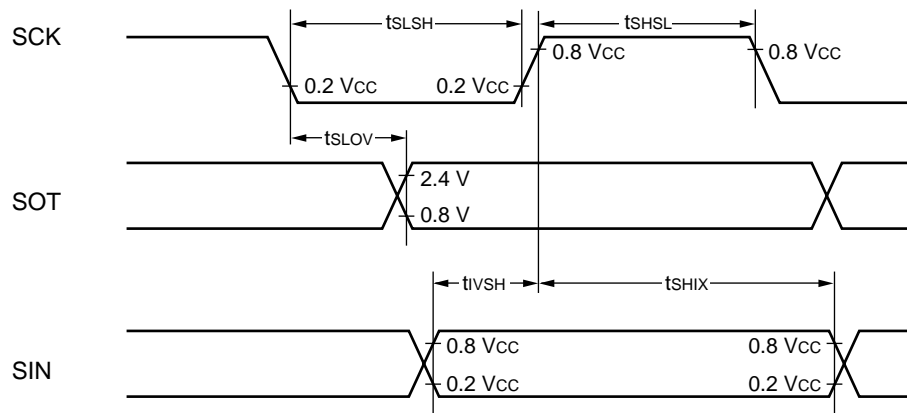 tSLSH tSHSL
SCK
0.8 VCC 0.8 VCC
0.2 VCC 0.2 VCC
tSLOV
2.4 V
SOT
0.8 V
tIVSH tSHIX
0.8 VCC 0.8 VCC
SIN
0.2 VCC 0.2 VCC